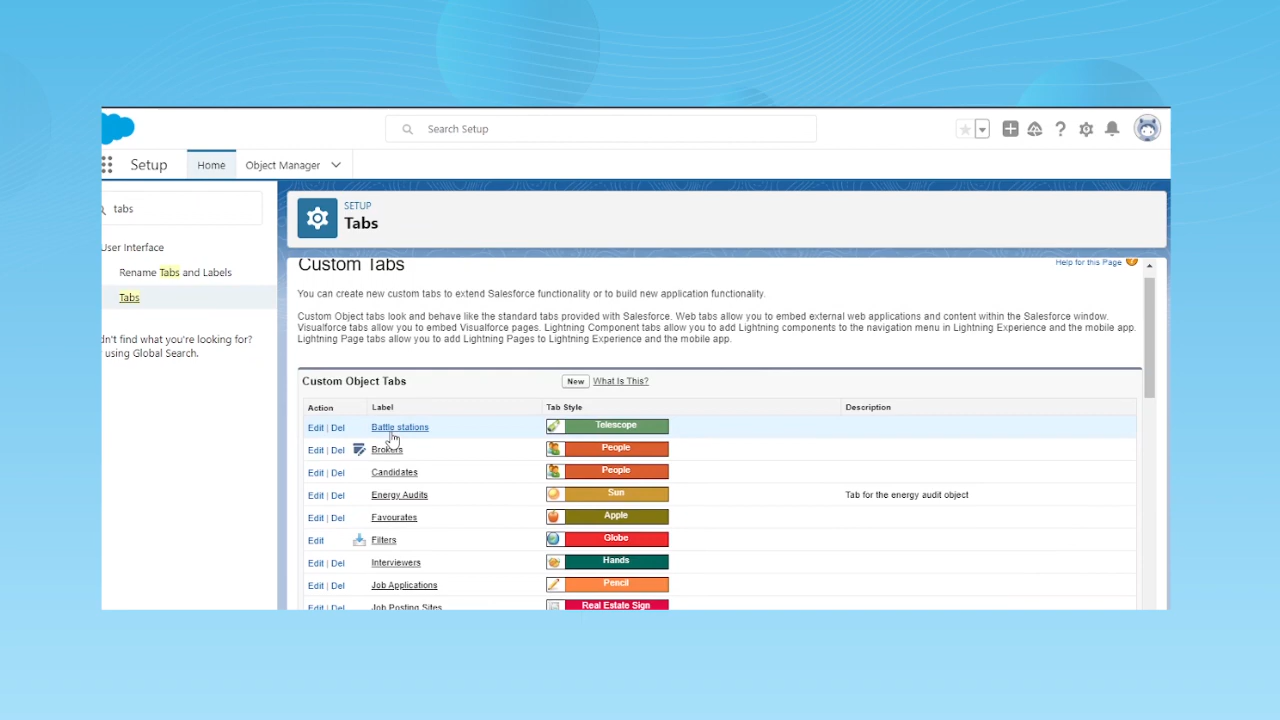 Search Setup
Setup
Home
Object Manager
tabs
User Interface
Rename Tabs and Labels
Tabs
dn't find what you're looking for?
using Global Search.
SETUP
Tabs
Custom Tabs
Help for this Page
You can create new custom tabs to extend Salesforce functionality or to build new application functionality.
Custom Object tabs look and behave like the standard tabs provided with Salesforce. Web tabs allow you to embed external web applications and content within the Salesforce window.
Visualforce tabs allow you to embed Visualforce pages. Lightning Component tabs allow you to add Lightning components to the navigation menu in Lightning Experience and the mobile app.
Lightning Page tabs allow you to add Lightning Pages to Lightning Experience and the mobile app.
Custom Object Tabs New What Is This?
Action Label Tab Style Description
Edit | Del Battle stations Telescope
Edit | Del Brokers People
Edit | Del Candidates People
Edit | Del Energy Audits Sun Tab for the energy audit object
Edit | Del Favourates Apple
Edit Filters Globe
Edit | Del Interviewers Hands
Edit | Del Job Applications Pencil
Edit | Del Job Posting Sites Real Estate Sign